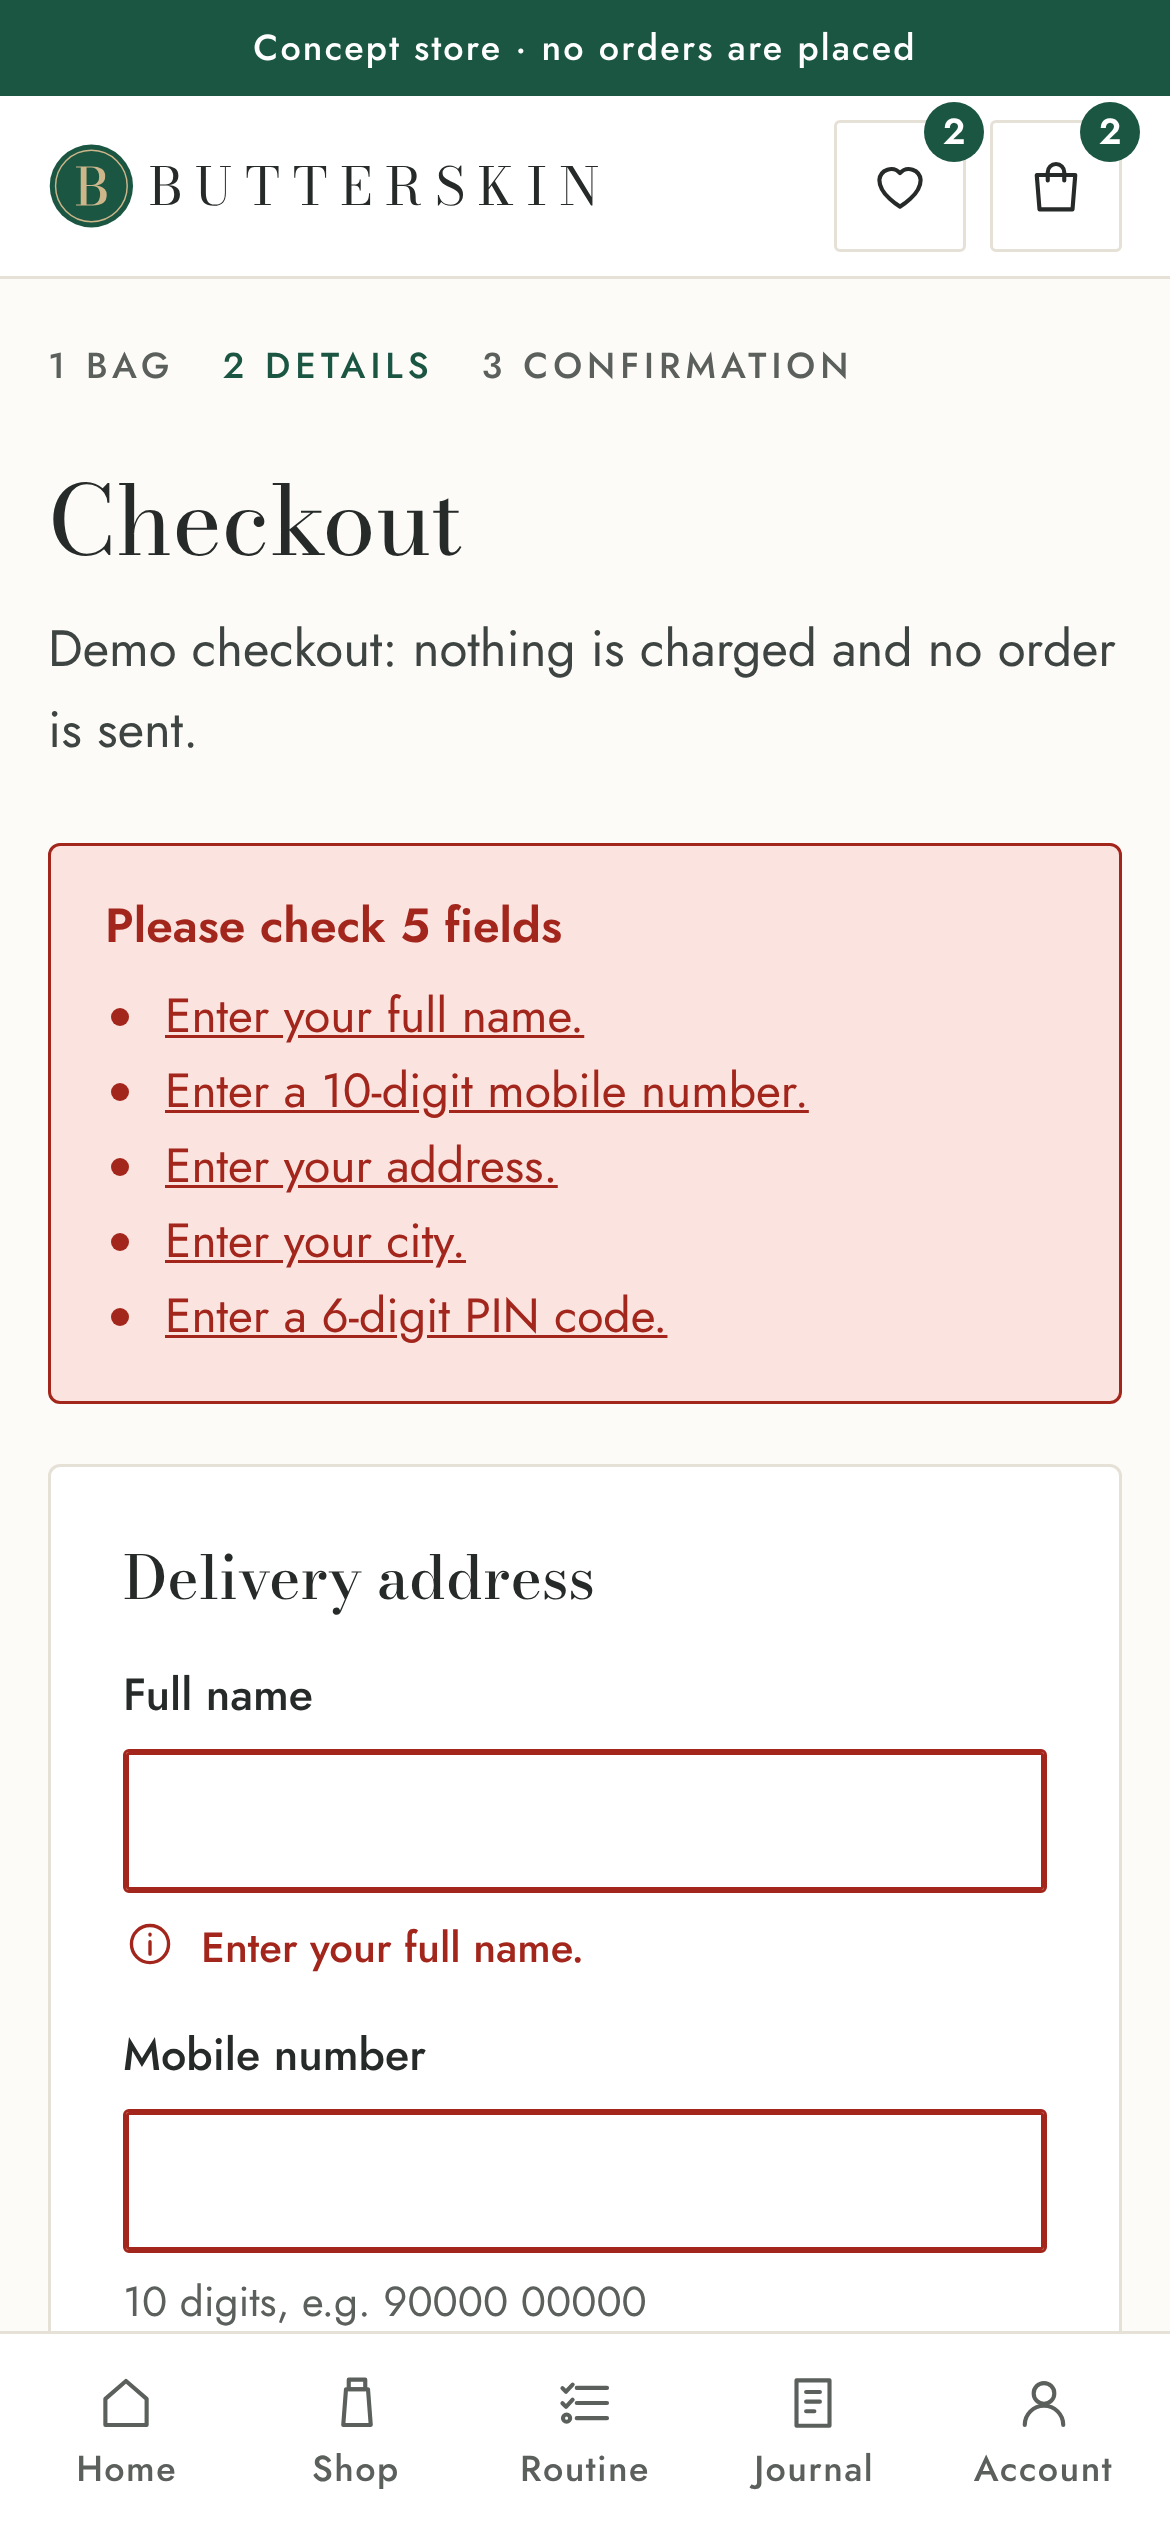 Concept store · no orders are placed
B BUTTERSKIN
2
2
1 BAG 2 DETAILS 3 CONFIRMATION
Checkout
Demo checkout: nothing is charged and no order
is sent.
Please check 5 fields
• Enter your full name.
• Enter a 10-digit mobile number.
• Enter your address.
• Enter your city.
• Enter a 6-digit PIN code.
Delivery address
Full name
Enter your full name.
Mobile number
10 digits, e.g. 90000 00000
Home Shop Routine Journal Account